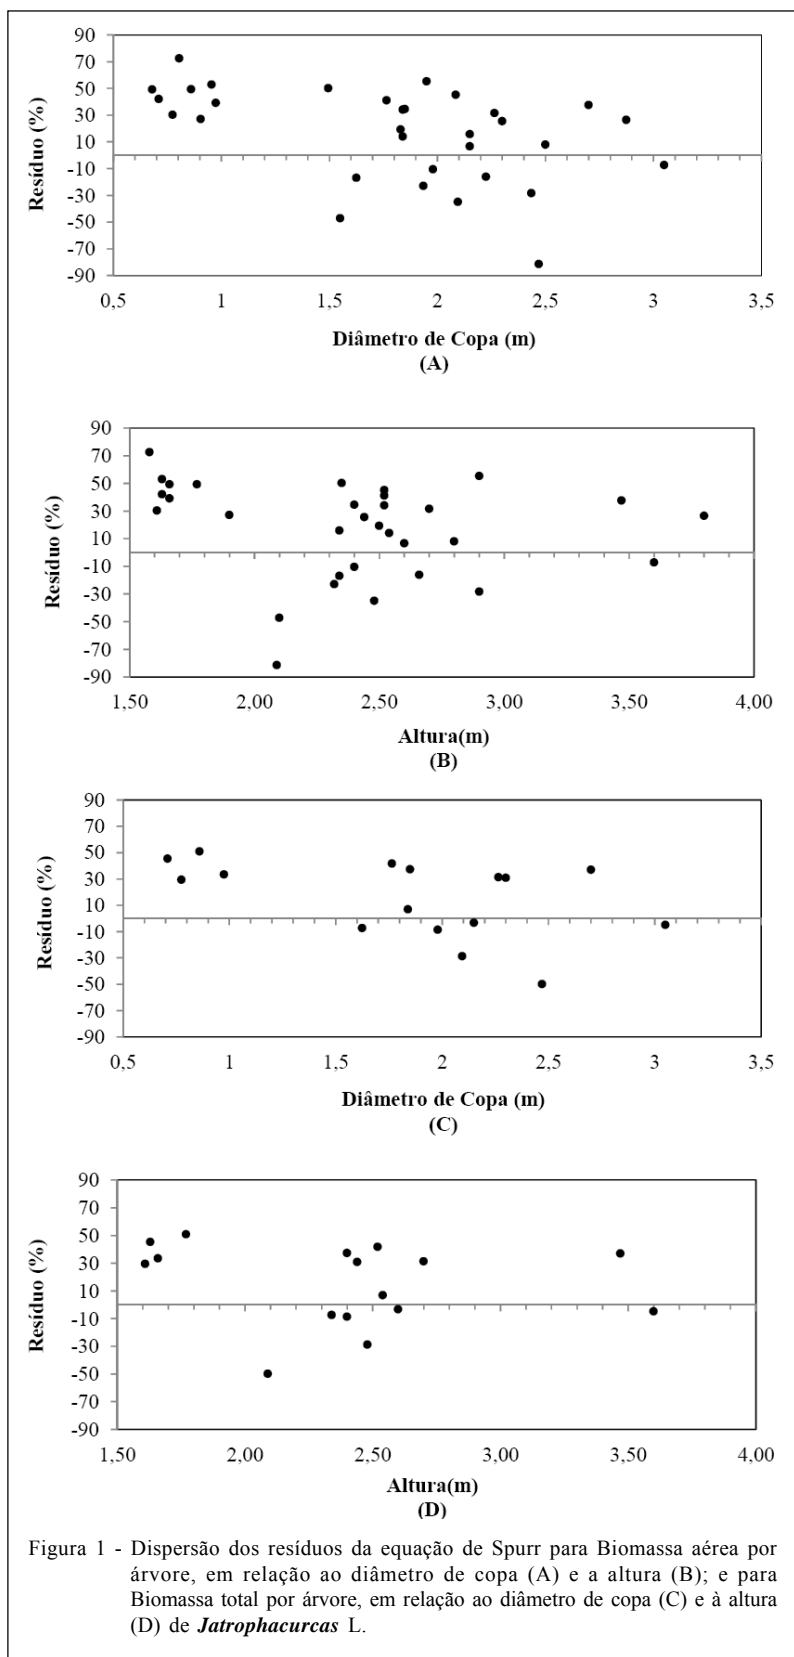 90
70
50
30
10
-10
-30
-50
-70
-90
Resíduo (%)
0,5 1 1,5 2 2,5 3 3,5
Diâmetro de Copa (m)
(A)
90
70
50
30
10
-10
-30
-50
-70
-90
Resíduo (%)
1,50 2,00 2,50 3,00 3,50 4,00
Altura(m)
(B)
90
70
50
30
10
-10
-30
-50
-70
-90
Resíduo (%)
0,5 1 1,5 2 2,5 3 3,5
Diâmetro de Copa (m)
(C)
90
70
50
30
10
-10
-30
-50
-70
-90
Resíduo (%)
1,50 2,00 2,50 3,00 3,50 4,00
Altura(m)
(D)
Figura 1 - Dispersão dos resíduos da equação de Spurr para Biomassa aérea por
árvore, em relação ao diâmetro de copa (A) e a altura (B); e para
Biomassa total por árvore, em relação ao diâmetro de copa (C) e à altura
(D) de Jatrophacurcas L.